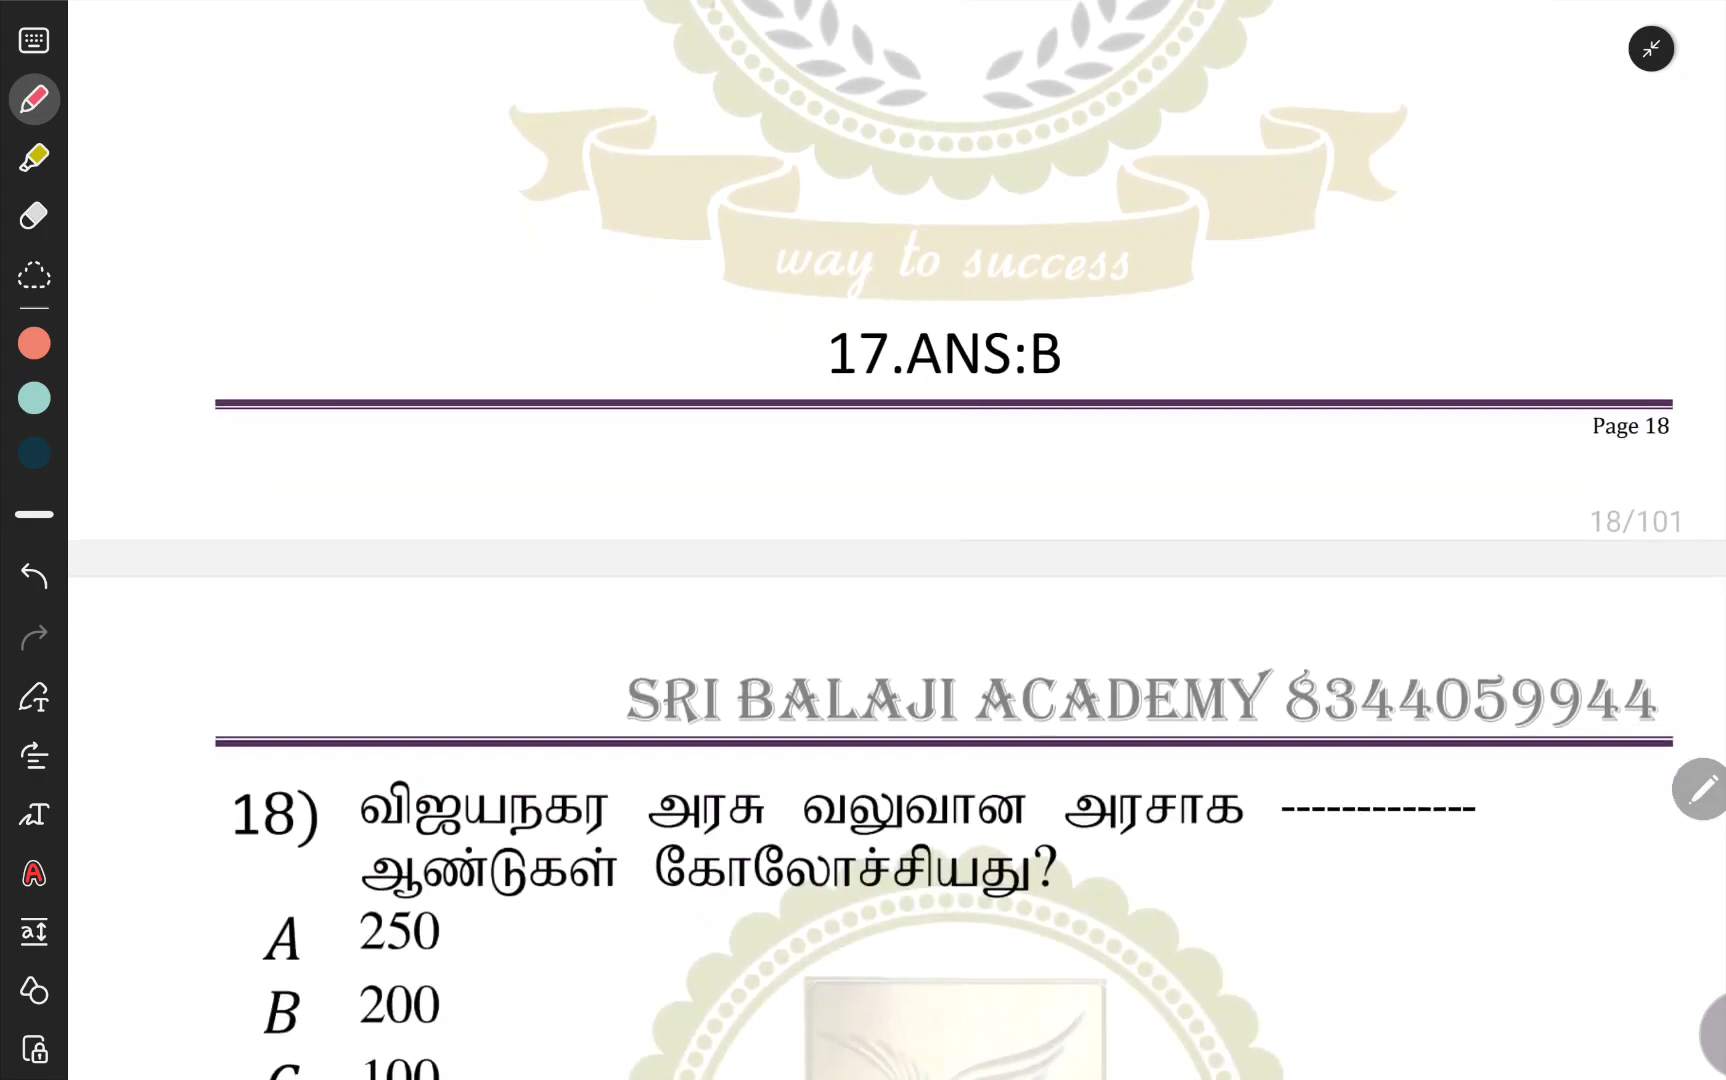 way to success
17.ANS:B
Page 18
18/101
SRI BALAJI ACADEMY 8344059944
18) விஜயநகர அரசு வலுவான அரசாக -------------
ஆண்டுகள் கோலோச்சியது?
A 250
B 200
C 100